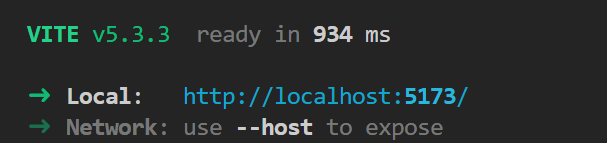 VITE v5.3.3 ready in 934 ms
➜ Local: http://localhost:5173/
➜ Network: use --host to expose